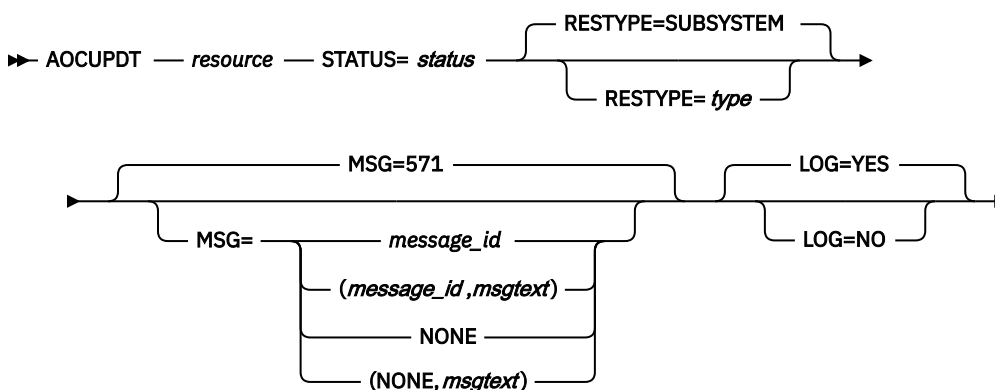 RESTYPE=SUBSYSTEM
AOCUPDT resource STATUS= status
RESTYPE= type
MSG=571 LOG=YES
MSG= message_id LOG=NO
(message_id ,msgtext)
NONE
(NONE,msgtext)